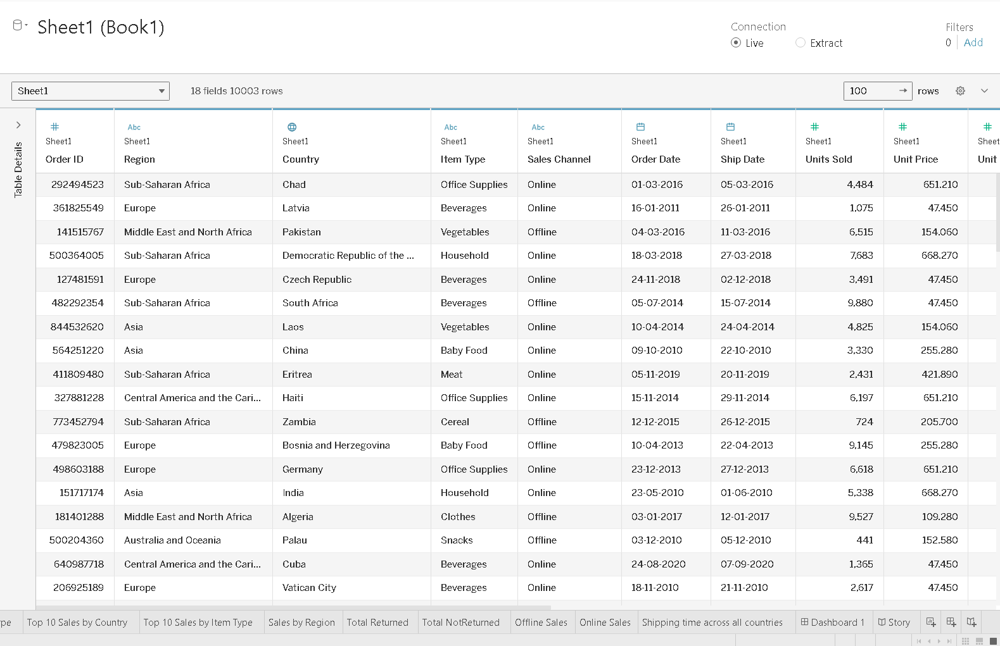 Sheet1 (Book1)
Connection
Live Extract
Filters
0 Add
Sheet1 18 fields 10003 rows 100 → rows
Table Details
# Abc Abc Abc # # #
Sheet1 Sheet1 Sheet1 Sheet1 Sheet1 Sheet1 Sheet1 Sheet1 Sheet1 Sheet
Order ID Region Country Item Type Sales Channel Order Date Ship Date Units Sold Unit Price Unit
292494523 Sub-Saharan Africa Chad Office Supplies Online 01-03-2016 05-03-2016 4,484 651.210
361825549 Europe Latvia Beverages Online 16-01-2011 26-01-2011 1,075 47.450
141515767 Middle East and North Africa Pakistan Vegetables Offline 04-03-2016 11-03-2016 6,515 154.060
500364005 Sub-Saharan Africa Democratic Republic of the ... Household Online 18-03-2018 27-03-2018 7,683 668.270
127481591 Europe Czech Republic Beverages Online 24-11-2018 02-12-2018 3,491 47.450
482292354 Sub-Saharan Africa South Africa Beverages Offline 05-07-2014 15-07-2014 9,880 47.450
844532620 Asia Laos Vegetables Online 10-04-2014 24-04-2014 4,825 154.060
564251220 Asia China Baby Food Online 09-10-2010 22-10-2010 3,330 255.280
411809480 Sub-Saharan Africa Eritrea Meat Online 05-11-2019 20-11-2019 2,431 421.890
327881228 Central America and the Cari... Haiti Office Supplies Online 15-11-2014 29-11-2014 6,197 651.210
773452794 Sub-Saharan Africa Zambia Cereal Offline 12-12-2015 26-12-2015 724 205.700
479823005 Europe Bosnia and Herzegovina Baby Food Offline 10-04-2013 22-04-2013 9,145 255.280
498603188 Europe Germany Office Supplies Online 23-12-2013 27-12-2013 6,618 651.210
151717174 Asia India Household Online 23-05-2010 01-06-2010 5,338 668.270
181401288 Middle East and North Africa Algeria Clothes Offline 03-01-2017 12-01-2017 9,527 109.280
500204360 Australia and Oceania Palau Snacks Offline 03-12-2010 05-12-2010 441 152.580
640987718 Central America and the Cari... Cuba Beverages Online 24-08-2020 07-09-2020 1,365 47.450
206925189 Europe Vatican City Beverages Online 18-11-2010 21-11-2010 2,617 47.450
pe Top 10 Sales by Country Top 10 Sales by Item Type Sales by Region Total Returned Total NotReturned Offline Sales Online Sales Shipping time across all countries Dashboard 1 Story